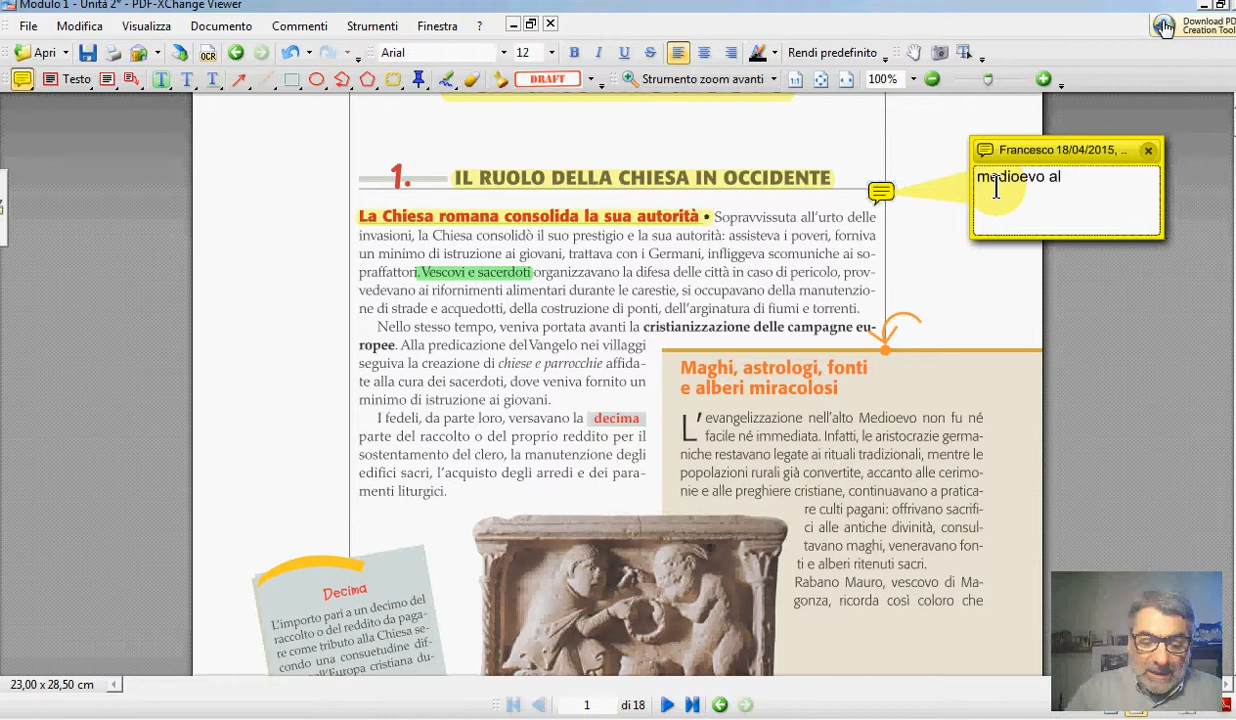 Modulo 1 - Unità 2* - PDF-XChange Viewer
File Modifica Visualizza Documento Commenti Strumenti Finestra ?
Download PDF
Creation Tool
Apri OCR Arial 12 B I U S Rendi predefinito
Testo T T T DRAFT Strumento zoom avanti 1:1 100%
1. IL RUOLO DELLA CHIESA IN OCCIDENTE
Francesco 18/04/2015, ..
medioevo al
La Chiesa romana consolida la sua autorità • Sopravvissuta all'urto delle
invasioni, la Chiesa consolidò il suo prestigio e la sua autorità: assisteva i poveri, forniva
un minimo di istruzione ai giovani, trattava con i Germani, infliggeva scomuniche ai so-
praffattori. Vescovi e sacerdoti organizzavano la difesa delle città in caso di pericolo, prov-
vedevano ai rifornimenti alimentari durante le carestie, si occupavano della manutenzio-
ne di strade e acquedotti, della costruzione di ponti, dell'arginatura di fiumi e torrenti.
Nello stesso tempo, veniva portata avanti la cristianizzazione delle campagne eu-
ropee. Alla predicazione del Vangelo nei villaggi
seguiva la creazione di chiese e parrocchie affida-
te alla cura dei sacerdoti, dove veniva fornito un
minimo di istruzione ai giovani.
I fedeli, da parte loro, versavano la decima
parte del raccolto o del proprio reddito per il
sostentamento del clero, la manutenzione degli
edifici sacri, l'acquisto degli arredi e dei para-
menti liturgici.
Maghi, astrologi, fonti
e alberi miracolosi
L'evangelizzazione nell'alto Medioevo non fu né
facile né immediata. Infatti, le aristocrazie germa-
niche restavano legate ai rituali tradizionali, mentre le
popolazioni rurali già convertite, accanto alle cerimo-
nie e alle preghiere cristiane, continuavano a pratica-
re culti pagani: offrivano sacrifi-
ci alle antiche divinità, consul-
tavano maghi, veneravano fon-
ti e alberi ritenuti sacri.
Rabano Mauro, vescovo di Ma-
gonza, ricorda così coloro che
Decima
L'importo pari a un decimo del
raccolto o del reddito da paga-
re come tributo alla Chiesa se-
condo una consuetudine dif-
nell'Europa cristiana du-
23,00 x 28,50 cm
1 di 18